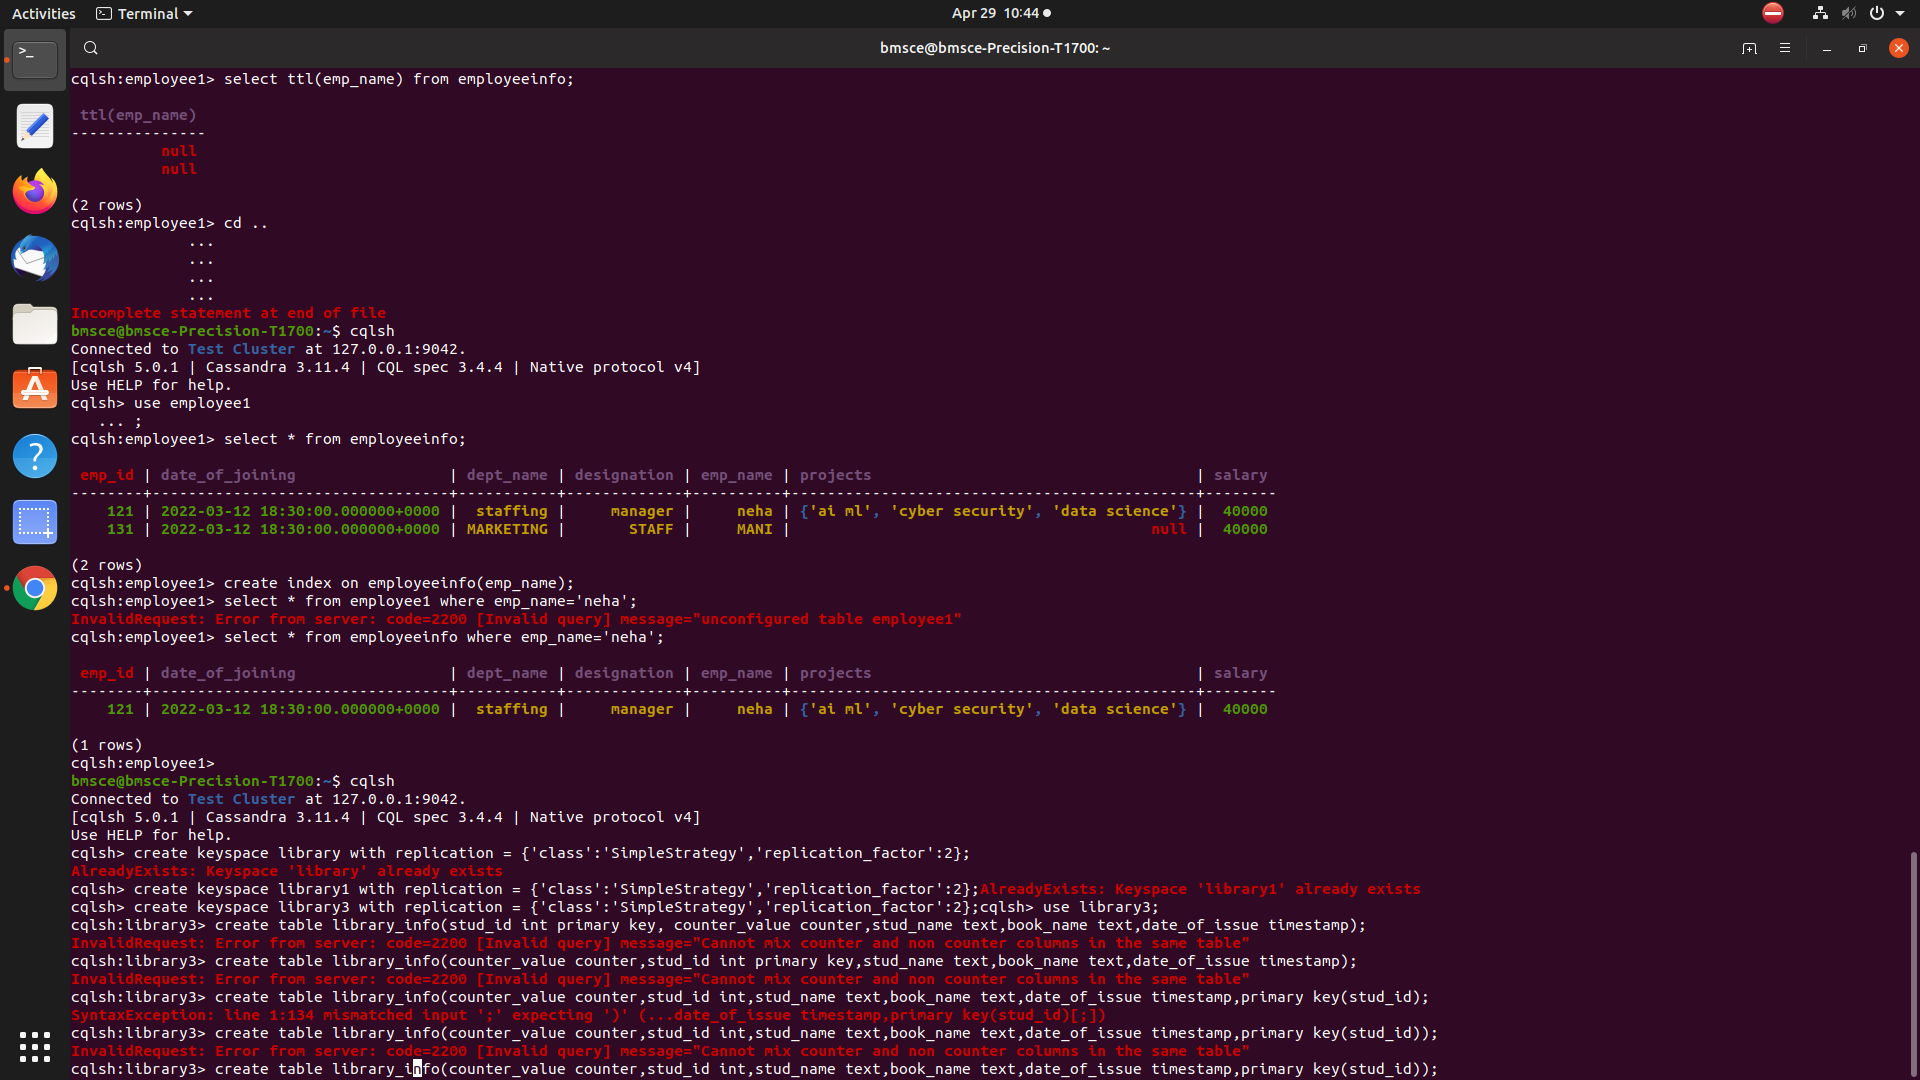 Activities Terminal Apr 29 10:44
bmsce@bmsce-Precision-T1700: ~
cqlsh:employee1> select ttl(emp_name) from employeeinfo;
ttl(emp_name)
---------------
null
null
(2 rows)
cqlsh:employee1> cd ..
...
...
...
...
Incomplete statement at end of file
bmsce@bmsce-Precision-T1700:~$ cqlsh
Connected to Test Cluster at 127.0.0.1:9042.
[cqlsh 5.0.1 | Cassandra 3.11.4 | CQL spec 3.4.4 | Native protocol v4]
Use HELP for help.
cqlsh> use employee1
... ;
cqlsh:employee1> select * from employeeinfo;
emp_id | date_of_joining | dept_name | designation | emp_name | projects | salary
--------+---------------------------------+-----------+-------------+----------+---------------------------------------------+--------
121 | 2022-03-12 18:30:00.000000+0000 | staffing | manager | neha | {'ai ml', 'cyber security', 'data science'} | 40000
131 | 2022-03-12 18:30:00.000000+0000 | MARKETING | STAFF | MANI | null | 40000
(2 rows)
cqlsh:employee1> create index on employeeinfo(emp_name);
cqlsh:employee1> select * from employee1 where emp_name='neha';
InvalidRequest: Error from server: code=2200 [Invalid query] message="unconfigured table employee1"
cqlsh:employee1> select * from employeeinfo where emp_name='neha';
emp_id | date_of_joining | dept_name | designation | emp_name | projects | salary
--------+---------------------------------+-----------+-------------+----------+---------------------------------------------+--------
121 | 2022-03-12 18:30:00.000000+0000 | staffing | manager | neha | {'ai ml', 'cyber security', 'data science'} | 40000
(1 rows)
cqlsh:employee1>
bmsce@bmsce-Precision-T1700:~$ cqlsh
Connected to Test Cluster at 127.0.0.1:9042.
[cqlsh 5.0.1 | Cassandra 3.11.4 | CQL spec 3.4.4 | Native protocol v4]
Use HELP for help.
cqlsh> create keyspace library with replication = {'class':'SimpleStrategy','replication_factor':2};
AlreadyExists: Keyspace 'library' already exists
cqlsh> create keyspace library1 with replication = {'class':'SimpleStrategy','replication_factor':2};AlreadyExists: Keyspace 'library1' already exists
cqlsh> create keyspace library3 with replication = {'class':'SimpleStrategy','replication_factor':2};cqlsh> use library3;
cqlsh:library3> create table library_info(stud_id int primary key, counter_value counter,stud_name text,book_name text,date_of_issue timestamp);
InvalidRequest: Error from server: code=2200 [Invalid query] message="Cannot mix counter and non counter columns in the same table"
cqlsh:library3> create table library_info(counter_value counter,stud_id int primary key,stud_name text,book_name text,date_of_issue timestamp);
InvalidRequest: Error from server: code=2200 [Invalid query] message="Cannot mix counter and non counter columns in the same table"
cqlsh:library3> create table library_info(counter_value counter,stud_id int,stud_name text,book_name text,date_of_issue timestamp,primary key(stud_id);
SyntaxException: line 1:134 mismatched input ';' expecting ')' (...date_of_issue timestamp,primary key(stud_id)[;])
cqlsh:library3> create table library_info(counter_value counter,stud_id int,stud_name text,book_name text,date_of_issue timestamp,primary key(stud_id));
InvalidRequest: Error from server: code=2200 [Invalid query] message="Cannot mix counter and non counter columns in the same table"
cqlsh:library3> create table library_info(counter_value counter,stud_id int,stud_name text,book_name text,date_of_issue timestamp,primary key(stud_id));